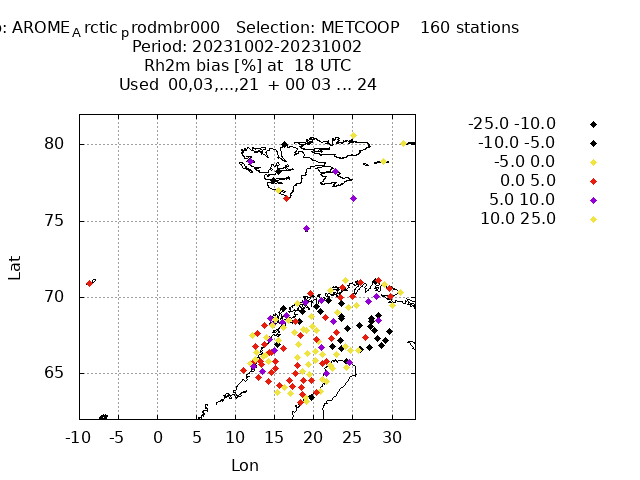 : AROME_A rctic_p rodmbr000 Selection: METCOOP 160 stations
Period: 20231002-20231002
Rh2m bias [%] at 18 UTC
Used 00,03,...,21 + 00 03 ... 24
-25.0 -10.0
-10.0 -5.0
-5.0 0.0
0.0 5.0
5.0 10.0
10.0 25.0
80
75
70
65
Lat
-10 -5 0 5 10 15 20 25 30
Lon